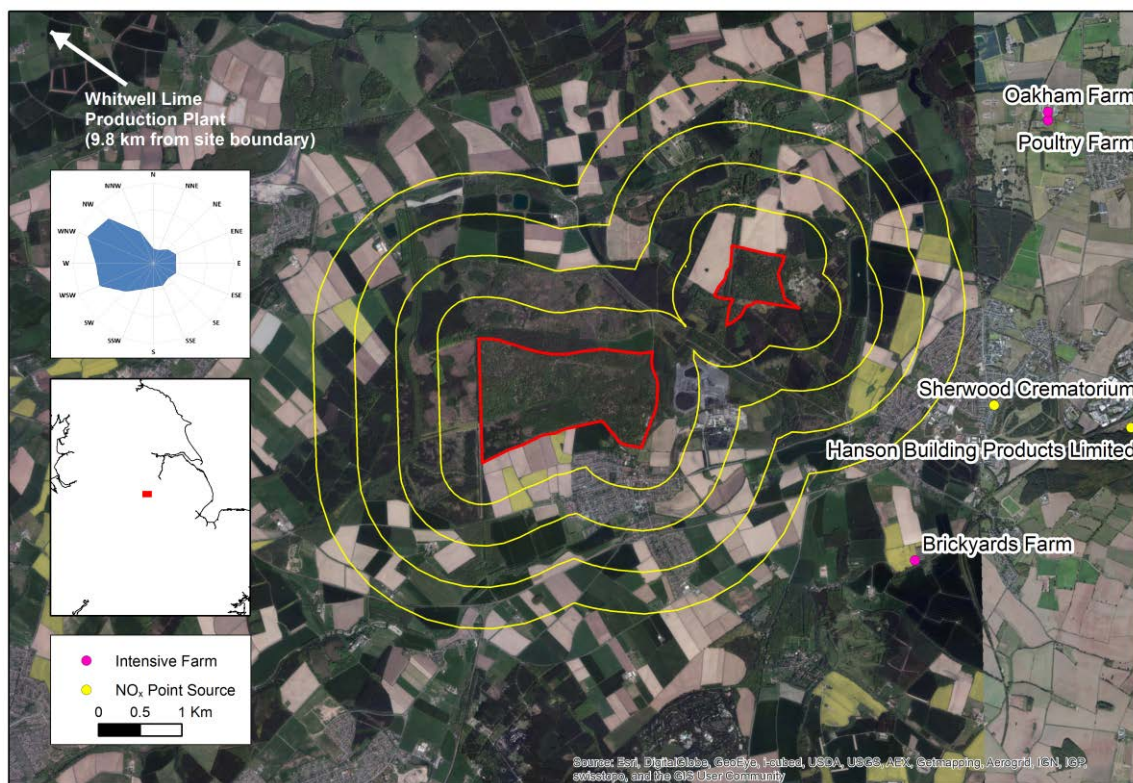 Whitwell Lime
Production Plant
(9.8 km from site boundary)
Oakham Farm
Poultry Farm
N
NNW
NNE
NW
NE
WNW
ENE
W
E
WSW
ESE
SW
SE
SSW
SSE
S
Sherwood Crematorium
Hanson Building Products Limited
Brickyards Farm
Intensive Farm
NOₓ Point Source
0 0.5 1 Km
Source: Esri, DigitalGlobe, GeoEye, i-cubed, USDA, USGS, AEX, Getmapping, Aerogrid, IGN, IGP,
swisstopo, and the GIS User Community